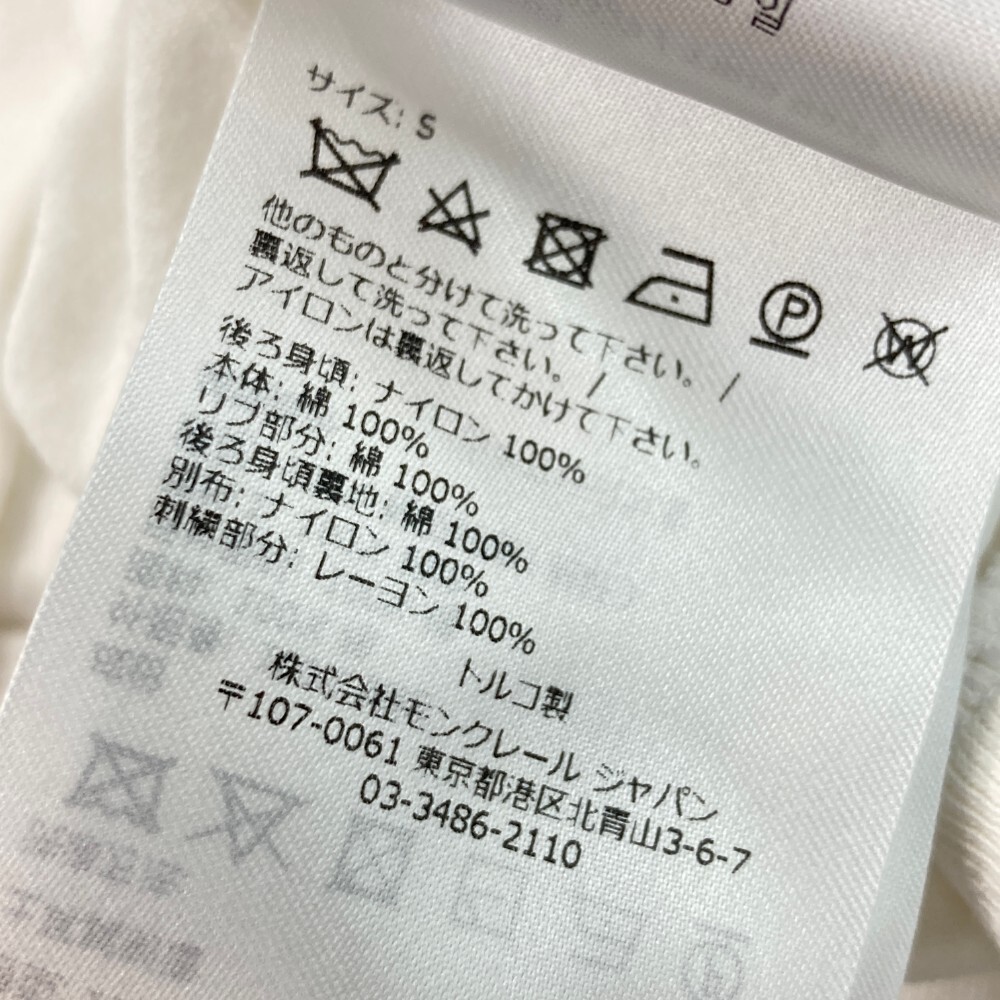 サイズ: S
他のものと分けて洗って下さい。 /
裏返して洗って下さい。 /
アイロンは裏返してかけて下さい。
後ろ身頃: ナイロン 100%
本体: 綿 100%
リブ部分: 綿 100%
後ろ身頃裏地: 綿 100%
別布: ナイロン 100%
刺繍部分: レーヨン 100%
トルコ製
株式会社モンクレール ジャパン
〒107-0061 東京都港区北青山3-6-7
03-3486-2110